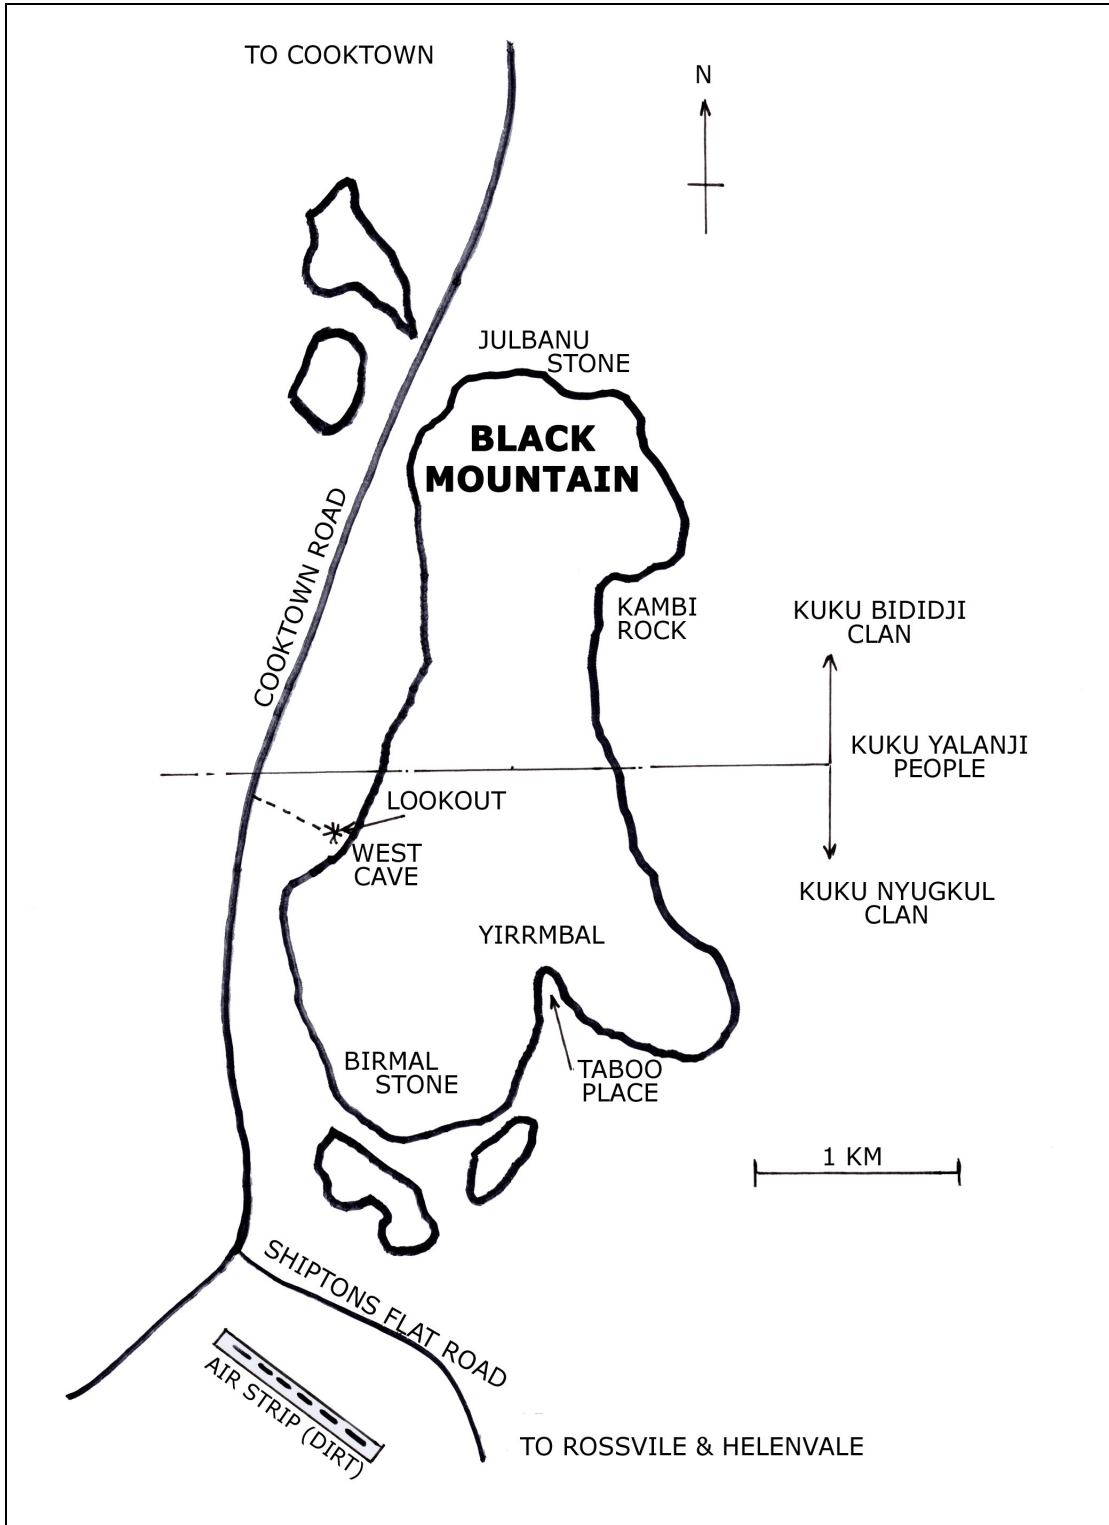 TO COOKTOWN
N
JULBANU
STONE
BLACK
MOUNTAIN
COOKTOWN ROAD
KAMBI
ROCK
KUKU BIDIDJI
CLAN
KUKU YALANJI
PEOPLE
LOOKOUT
WEST
CAVE
KUKU NYUGKUL
CLAN
YIRRMBAL
BIRMAL
STONE
TABOO
PLACE
1 KM
SHIPTONS FLAT ROAD
AIR STRIP (DIRT)
TO ROSSVILE & HELENVALE